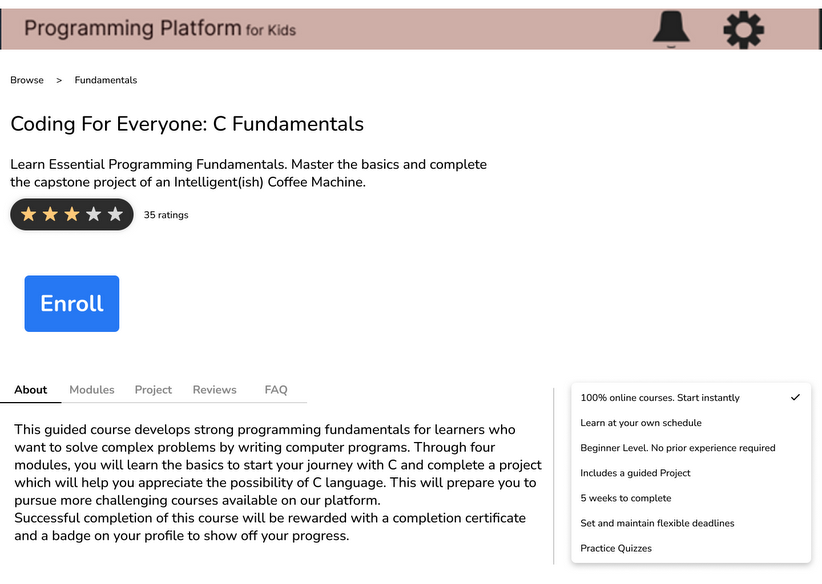 Programming Platform for Kids
Browse > Fundamentals
Coding For Everyone: C Fundamentals
Learn Essential Programming Fundamentals. Master the basics and complete
the capstone project of an Intelligent(ish) Coffee Machine.
35 ratings
Enroll
About Modules Project Reviews FAQ
This guided course develops strong programming fundamentals for learners who
want to solve complex problems by writing computer programs. Through four
modules, you will learn the basics to start your journey with C and complete a project
which will help you appreciate the possibility of C language. This will prepare you to
pursue more challenging courses available on our platform.
Successful completion of this course will be rewarded with a completion certificate
and a badge on your profile to show off your progress.
100% online courses. Start instantly
Learn at your own schedule
Beginner Level. No prior experience required
Includes a guided Project
5 weeks to complete
Set and maintain flexible deadlines
Practice Quizzes